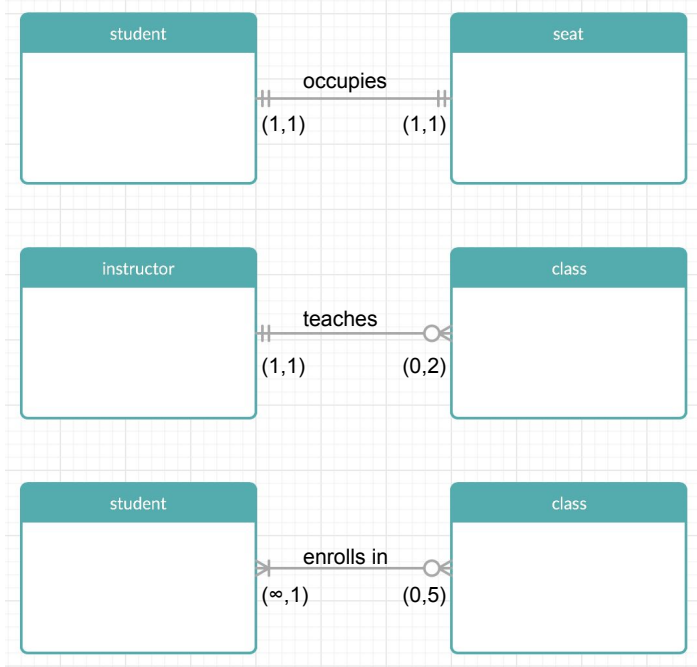 student
seat
occupies
(1,1)
(1,1)
instructor
class
teaches
(1,1)
(0,2)
student
class
enrolls in
(∞,1)
(0,5)